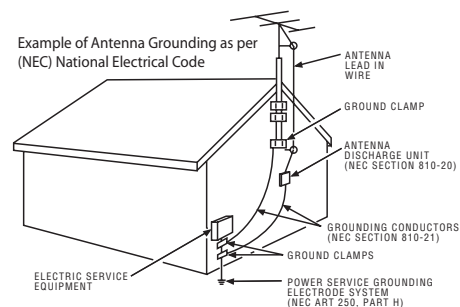 Example of Antenna Grounding as per
(NEC) National Electrical Code
ANTENNA
LEAD IN
WIRE
GROUND CLAMP
ANTENNA
DISCHARGE UNIT
(NEC SECTION 810-20)
GROUNDING CONDUCTORS
(NEC SECTION 810-21)
GROUND CLAMPS
ELECTRIC SERVICE
EQUIPMENT
POWER SERVICE GROUNDING
ELECTRODE SYSTEM
(NEC ART 250, PART H)